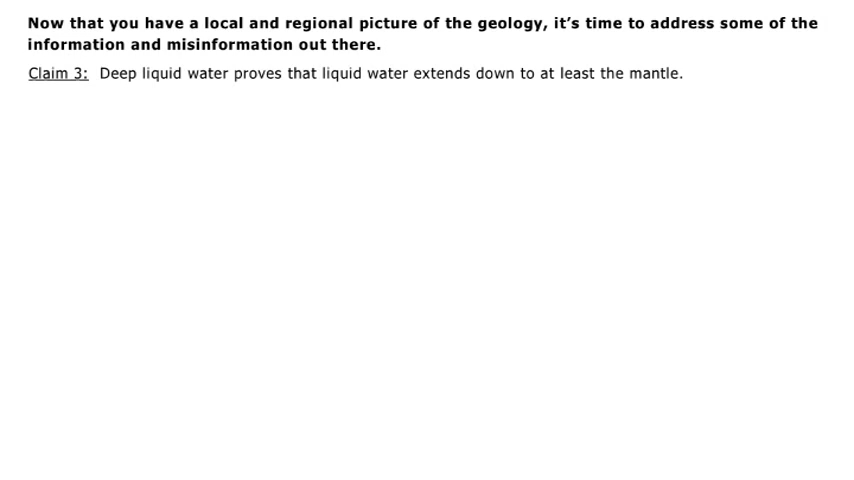 Now that you have a local and regional picture of the geology, it’s time to address some of the
information and misinformation out there.
Claim 3: Deep liquid water proves that liquid water extends down to at least the mantle.